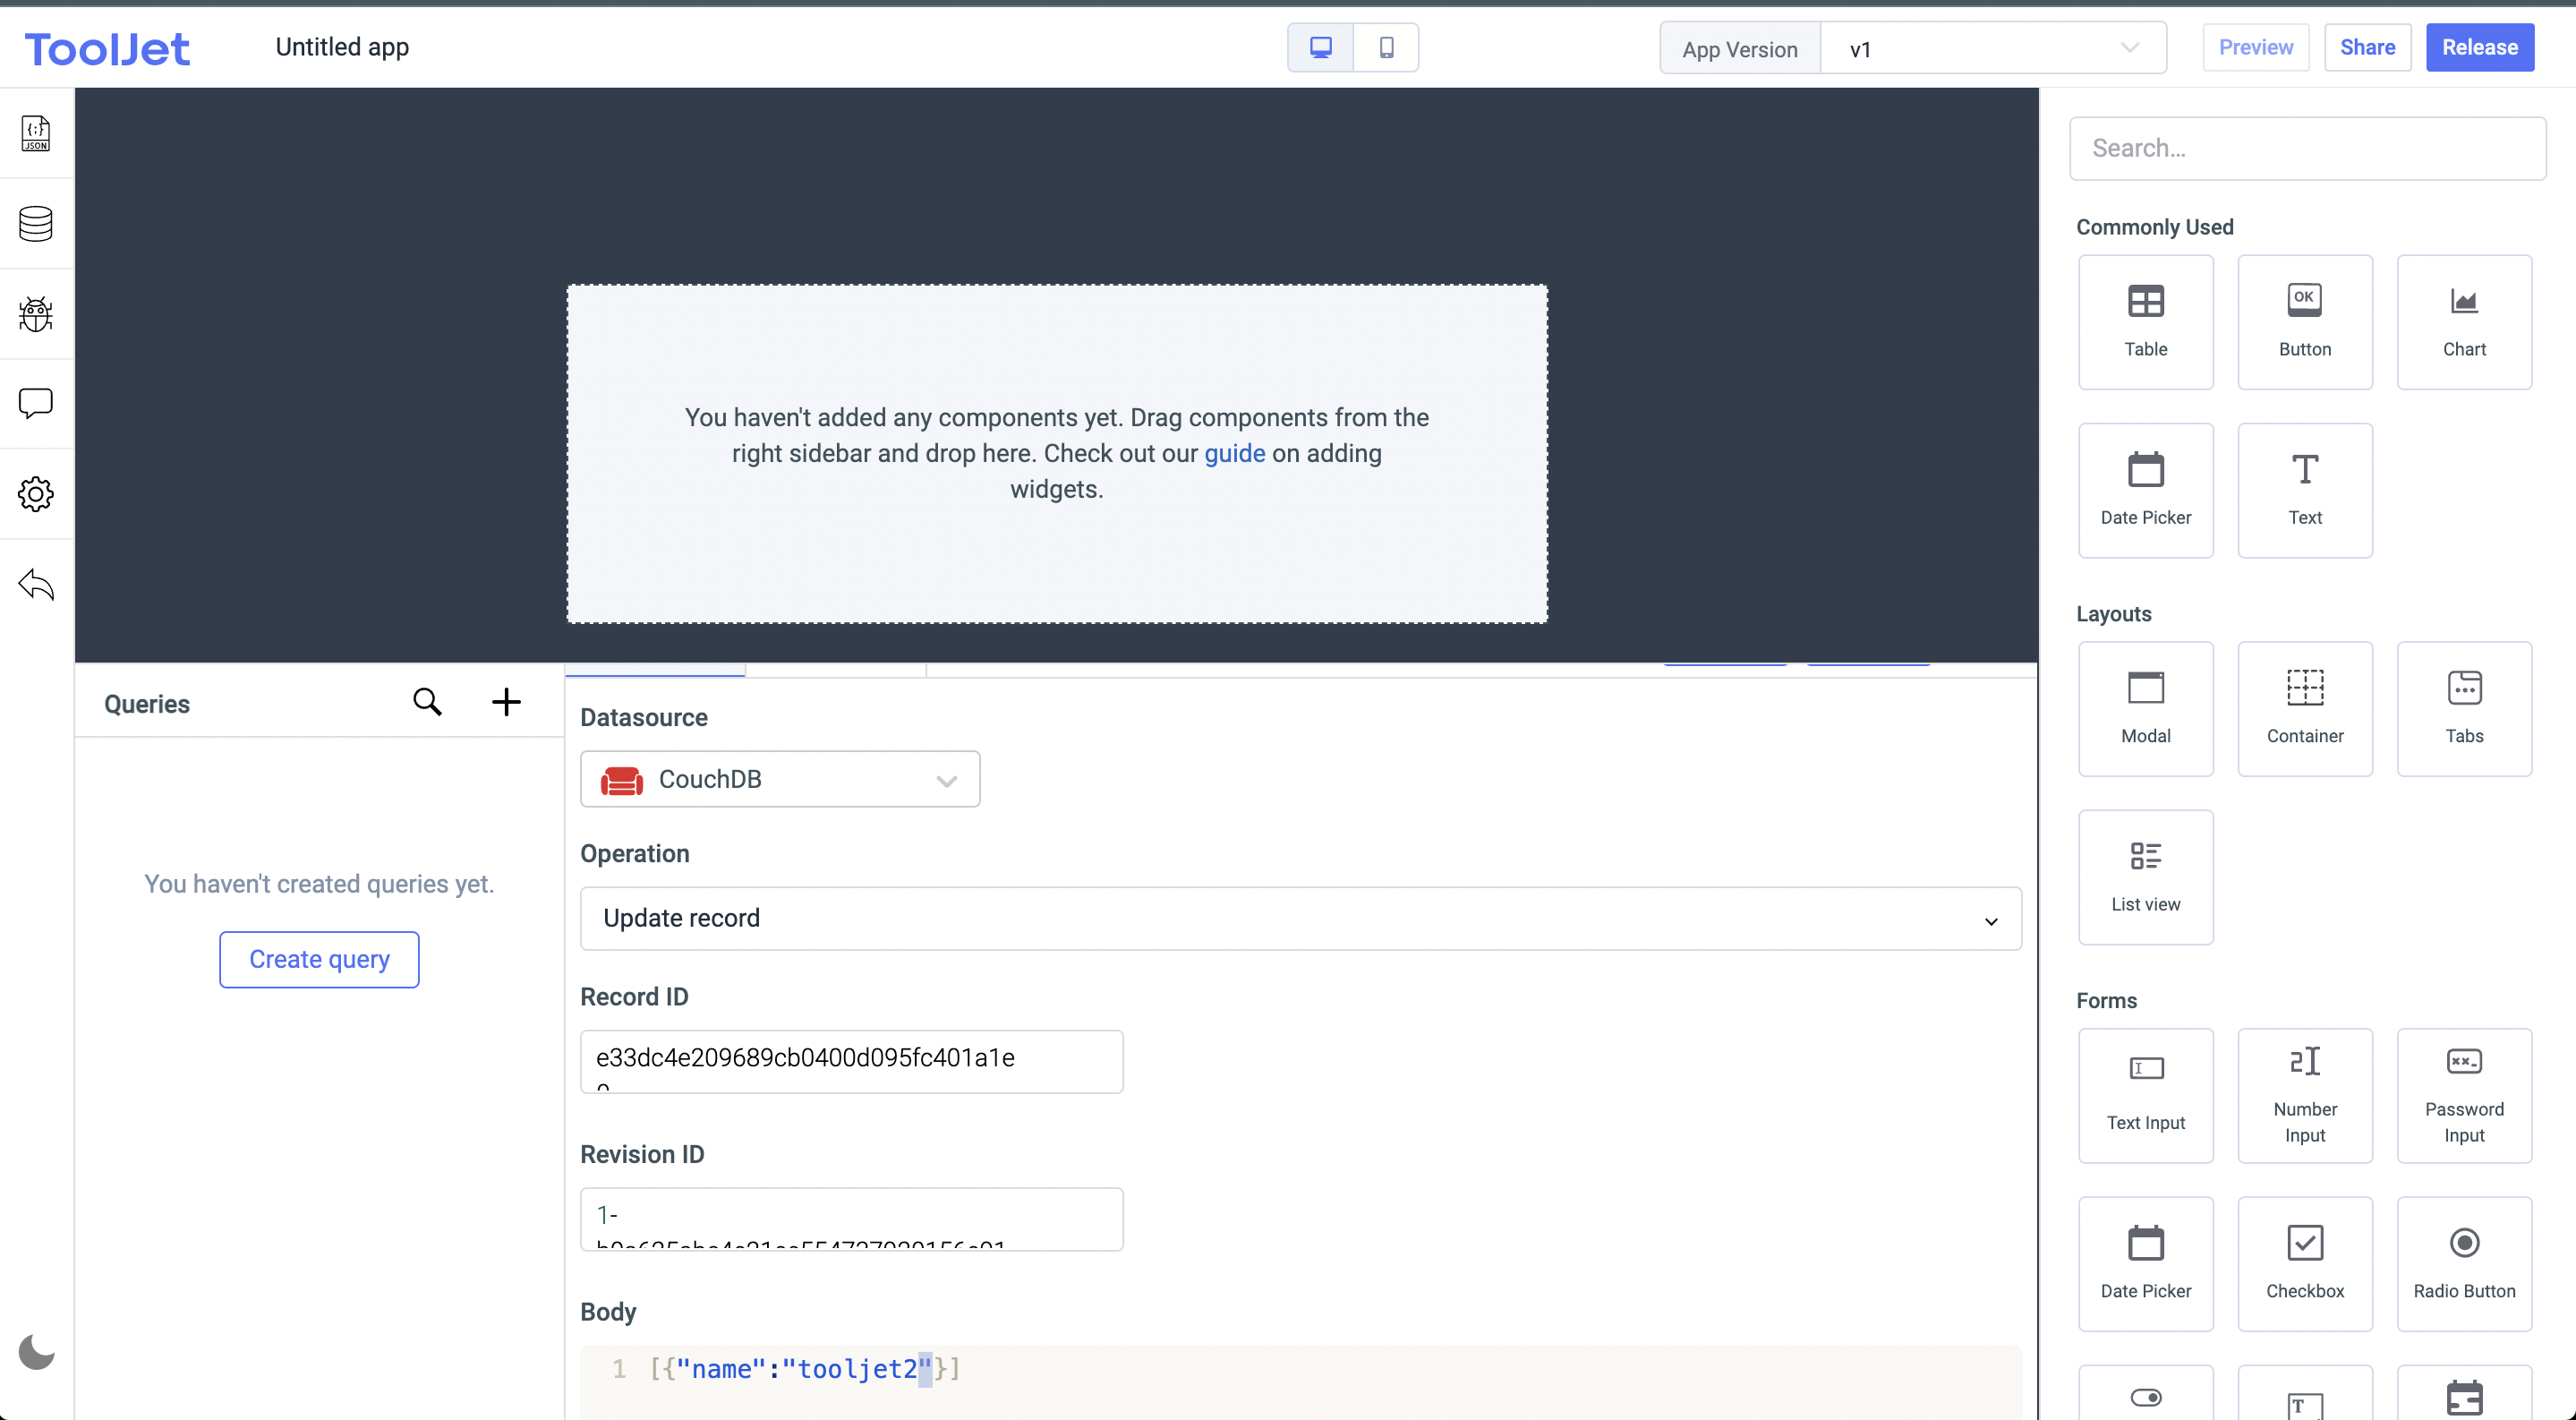 ToolJet
Untitled app
App Version
v1
Preview
Share
Release
JSON
Search...
Commonly Used
Table
OK
Button
Chart
Date Picker
Text
Layouts
Modal
Container
Tabs
List view
Forms
Text Input
Number
Input
Password
Input
Date Picker
Checkbox
Radio Button
You haven't added any components yet. Drag components from the
right sidebar and drop here. Check out our guide on adding
widgets.
Queries
You haven't created queries yet.
Create query
Datasource
CouchDB
Operation
Update record
Record ID
e33dc4e209689cb0400d095fc401a1e
Revision ID
1-
Body
1 [{"name":"tooljet2"}]